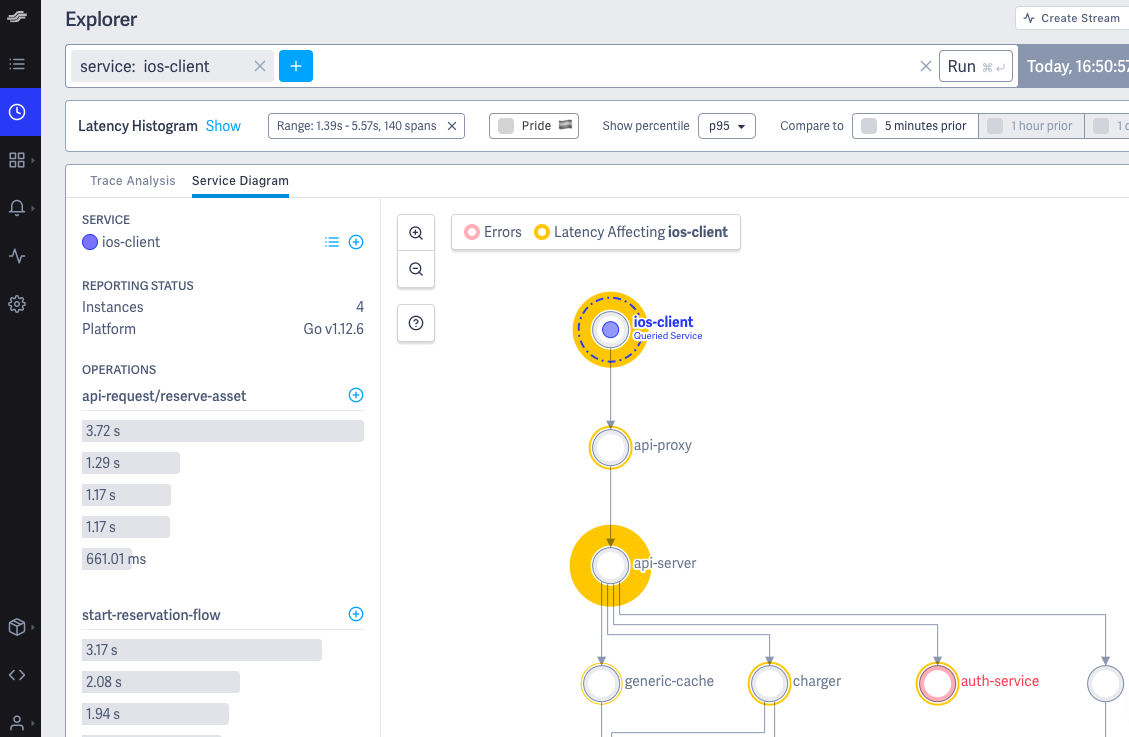 Explorer
Create Stream
service: ios-client
Run ⌘↵
Today, 16:50:57
Latency Histogram Show
Range: 1.39s - 5.57s, 140 spans
Pride
Show percentile
p95
Compare to
5 minutes prior
1 hour prior
Trace Analysis
Service Diagram
SERVICE
ios-client
REPORTING STATUS
Instances 4
Platform Go v1.12.6
OPERATIONS
api-request/reserve-asset
3.72 s
1.29 s
1.17 s
1.17 s
661.01 ms
start-reservation-flow
3.17 s
2.08 s
1.94 s
Errors
Latency Affecting ios-client
ios-client
Queried Service
api-proxy
api-server
generic-cache
charger
auth-service